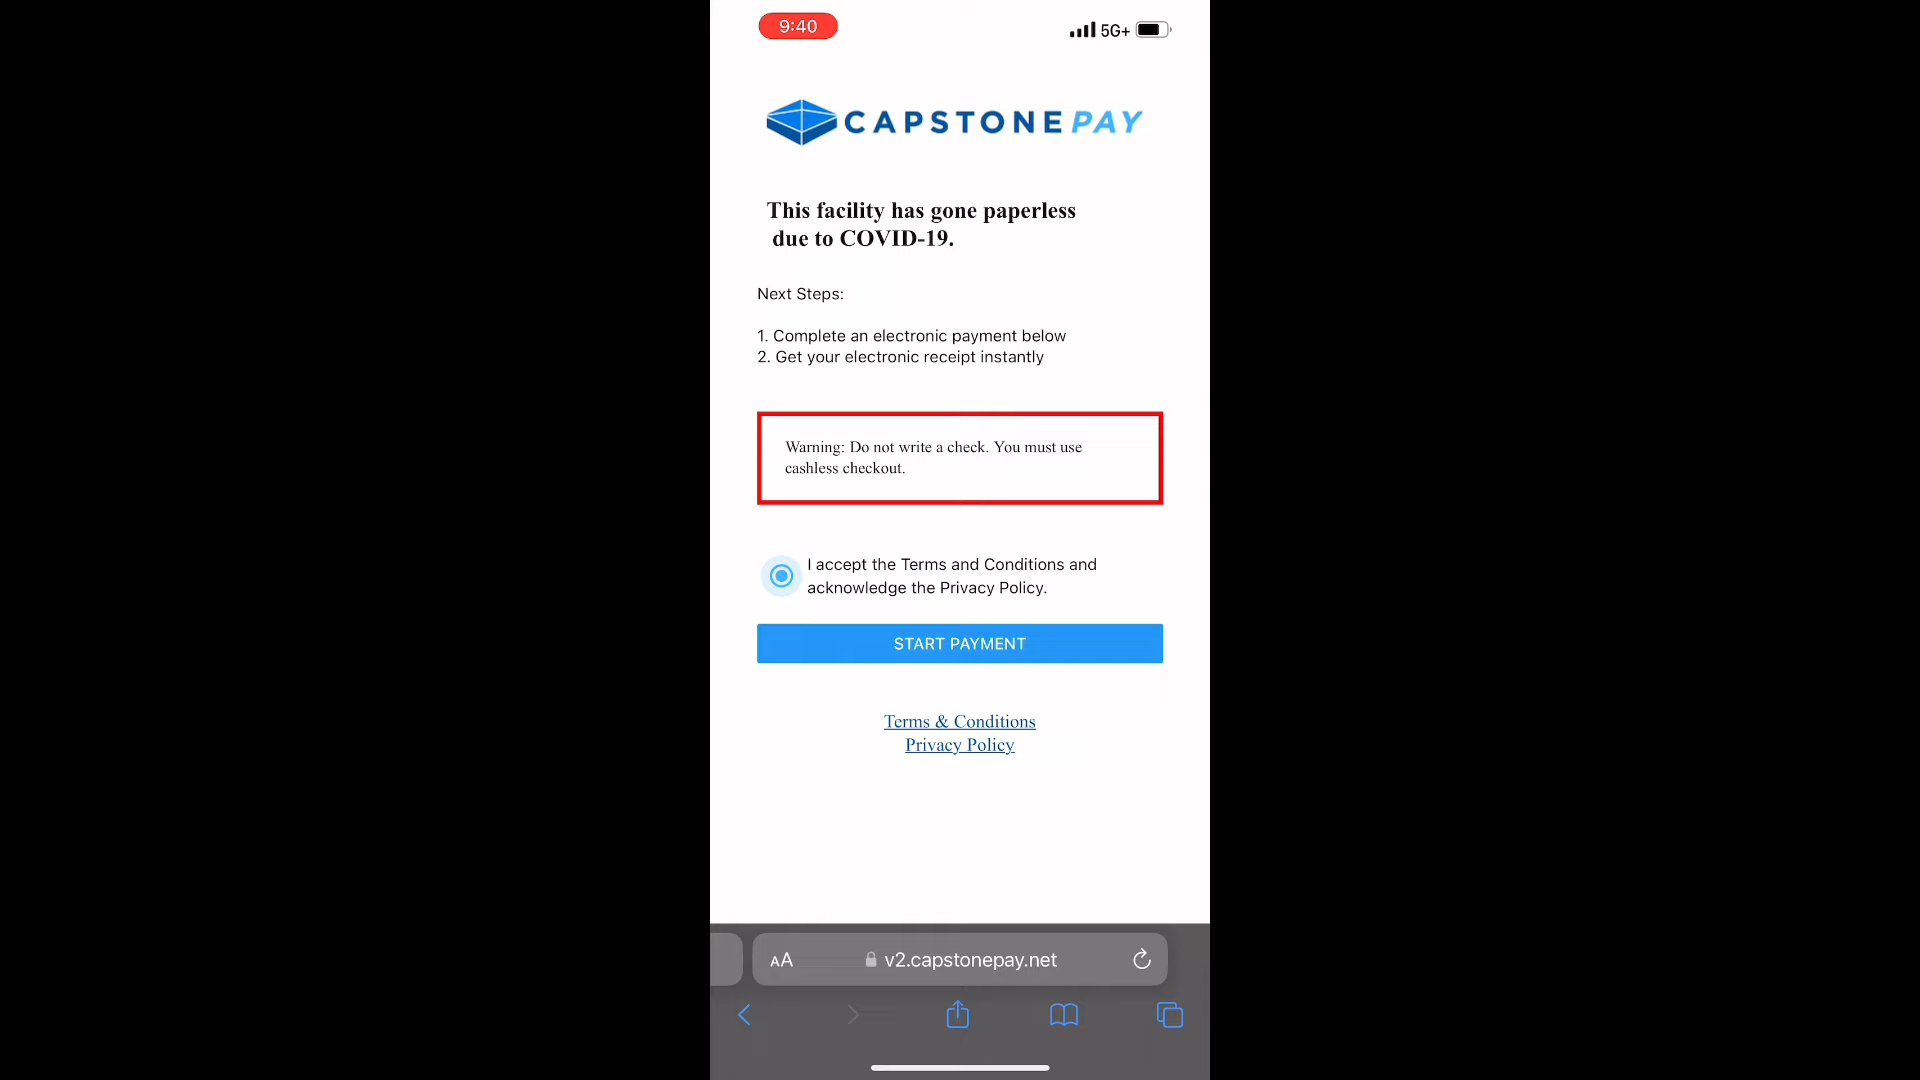 9:40
5G+
CAPSTONE PAY
This facility has gone paperless
due to COVID-19.
Next Steps:
1. Complete an electronic payment below
2. Get your electronic receipt instantly
Warning: Do not write a check. You must use
cashless checkout.
I accept the Terms and Conditions and
acknowledge the Privacy Policy.
START PAYMENT
Terms & Conditions
Privacy Policy
AA
v2.capstonepay.net